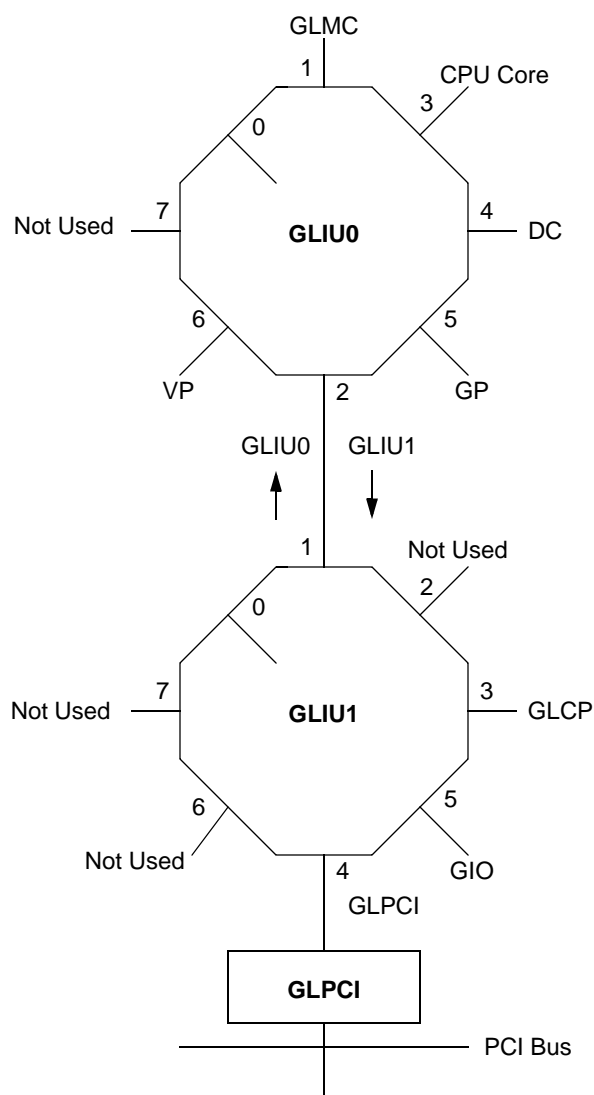 GLMC
1
CPU Core
3
0
Not Used
7
GLIU0
4
DC
6
5
VP
2
GP
GLIU0
GLIU1
1
Not Used
2
0
Not Used
7
GLIU1
3
GLCP
6
5
Not Used
4
GIO
GLPCI
GLPCI
PCI Bus